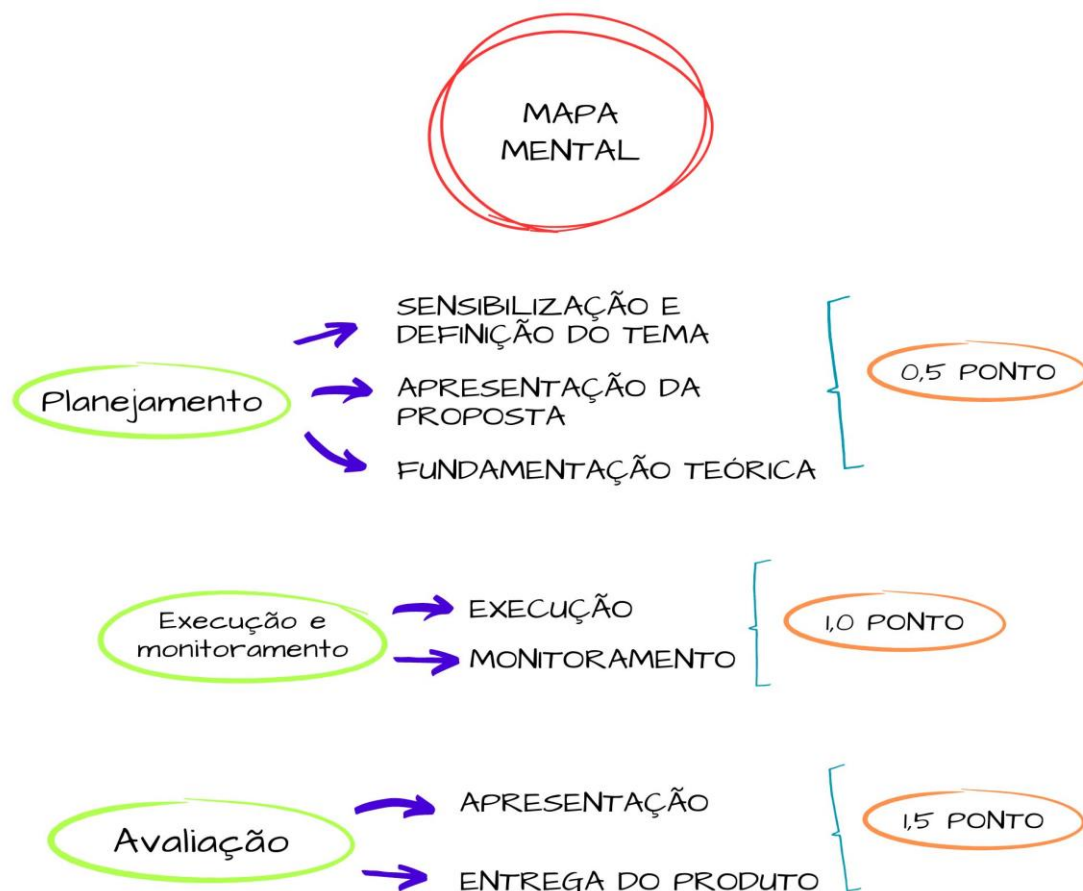 MAPA
MENTAL
SENSIBILIZAÇÃO E
DEFINIÇÃO DO TEMA
Planejamento
APRESENTAÇÃO DA
PROPOSTA
0,5 PONTO
FUNDAMENTAÇÃO TEÓRICA
Execução e
monitoramento
EXECUÇÃO
MONITORAMENTO
1,0 PONTO
Avaliação
APRESENTAÇÃO
ENTREGA DO PRODUTO
1,5 PONTO